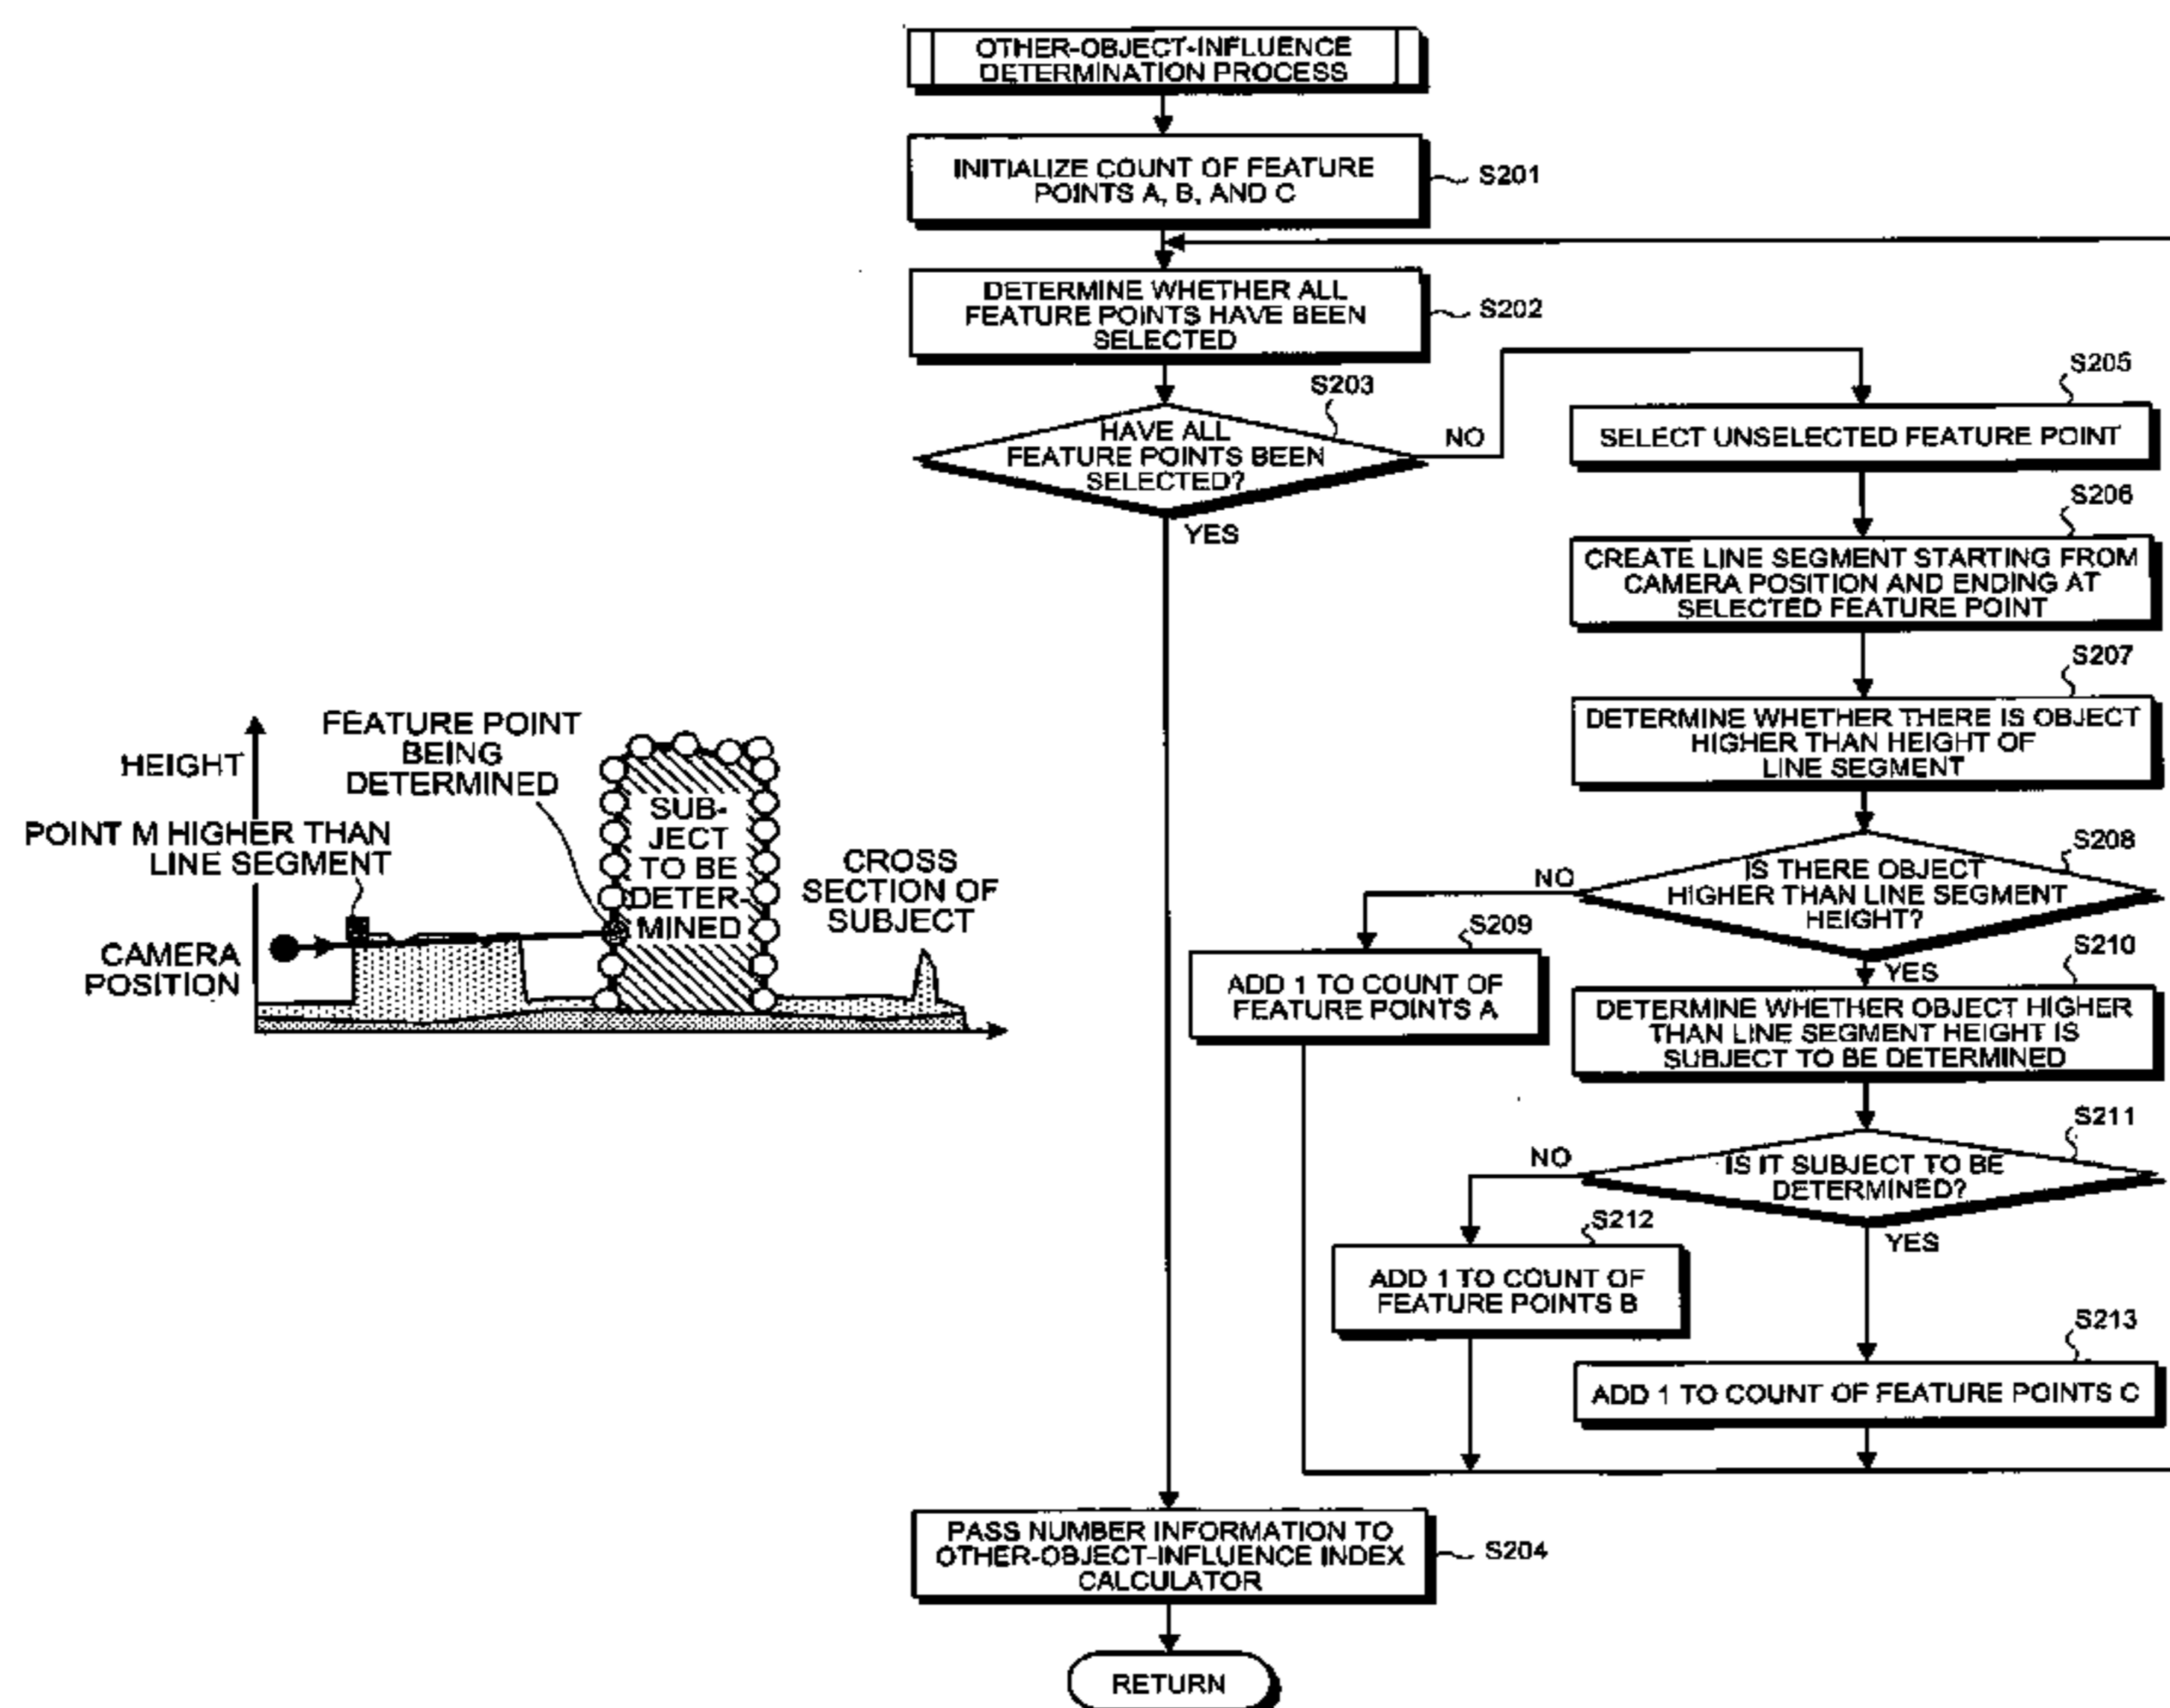 OTHER-OBJECT-INFLUENCE
DETERMINATION PROCESS
INITIALIZE COUNT OF FEATURE
POINTS A, B, AND C
S201
DETERMINE WHETHER ALL
FEATURE POINTS HAVE BEEN
SELECTED
S202
S203
HAVE ALL
FEATURE POINTS BEEN
SELECTED?
NO
YES
S205
SELECT UNSELECTED FEATURE POINT
S206
CREATE LINE SEGMENT STARTING FROM
CAMERA POSITION AND ENDING AT
SELECTED FEATURE POINT
S207
DETERMINE WHETHER THERE IS OBJECT
HIGHER THAN HEIGHT OF
LINE SEGMENT
S208
IS THERE OBJECT
HIGHER THAN LINE SEGMENT
HEIGHT?
NO
YES
S209
ADD 1 TO COUNT OF
FEATURE POINTS A
S210
DETERMINE WHETHER OBJECT HIGHER
THAN LINE SEGMENT HEIGHT IS
SUBJECT TO BE DETERMINED
S211
IS IT SUBJECT TO BE
DETERMINED?
NO
YES
S212
ADD 1 TO COUNT OF
FEATURE POINTS B
S213
ADD 1 TO COUNT OF FEATURE POINTS C
PASS NUMBER INFORMATION TO
OTHER-OBJECT-INFLUENCE INDEX
CALCULATOR
S204
RETURN
HEIGHT
FEATURE POINT
BEING
DETERMINED
POINT M HIGHER THAN
LINE SEGMENT
CAMERA
POSITION
SUB-
JECT
TO BE
DETER-
MINED
CROSS
SECTION OF
SUBJECT